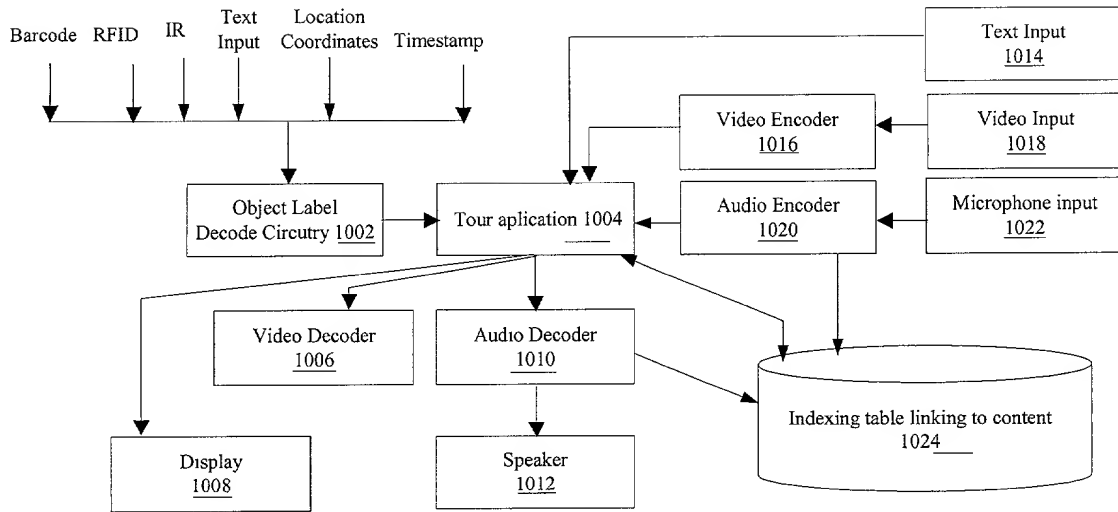 Barcode
RFID
IR
Text
Input
Location
Coordinates
Timestamp
Text Input
1014
Video Encoder
1016
Video Input
1018
Object Label
Decode Circutry 1002
Tour aplication 1004
Audio Encoder
1020
Microphone input
1022
Video Decoder
1006
Audio Decoder
1010
Indexing table linking to content
1024
Display
1008
Speaker
1012